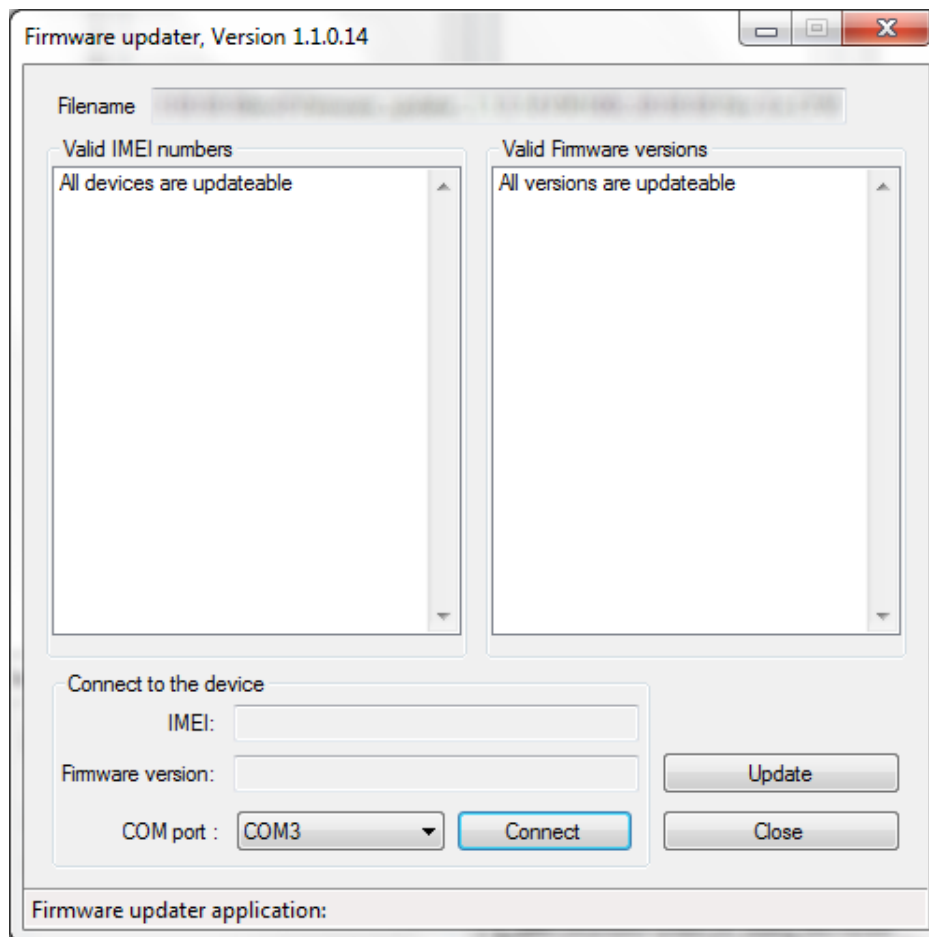 Firmware updater, Version 1.1.0.14
Filename
Valid IMEI numbers
Valid Firmware versions
All devices are updateable
All versions are updateable
Connect to the device
IMEI:
Firmware version:
Update
COM port :
COM3
Connect
Close
Firmware updater application: